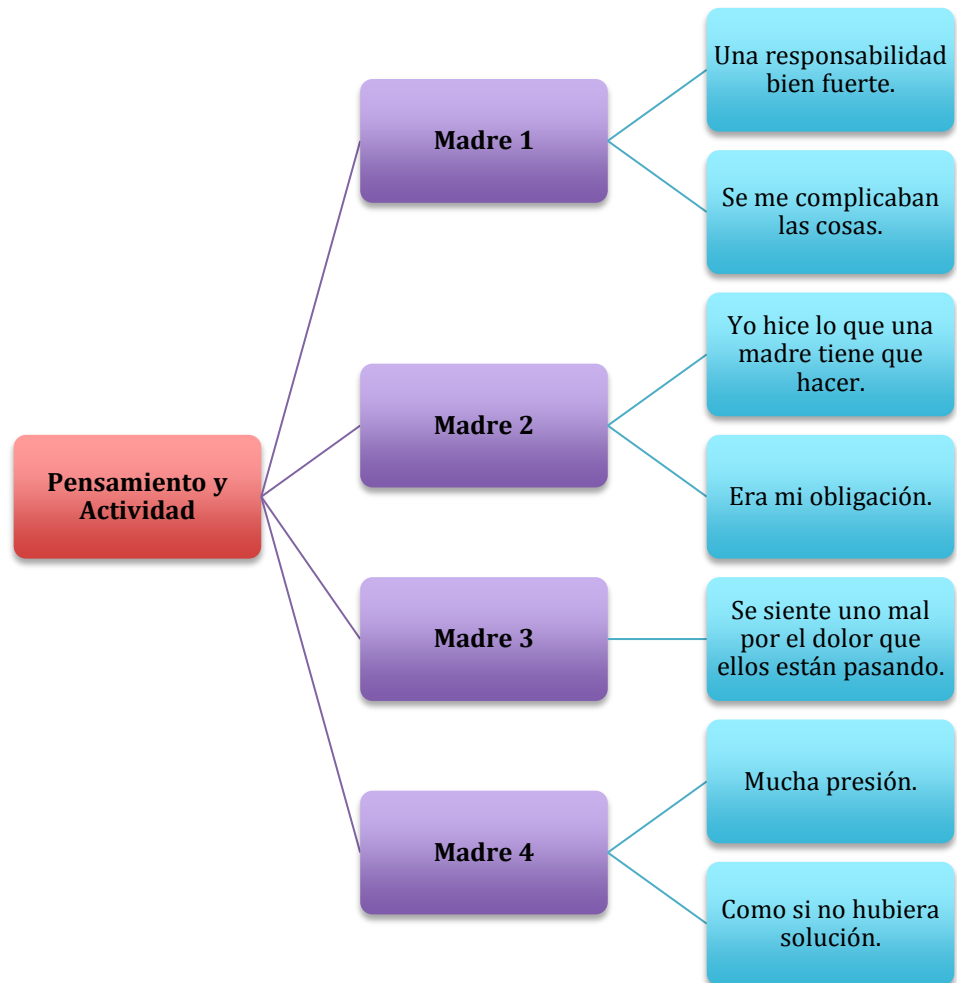 Pensamiento y
Actividad
Madre 1
Una responsabilidad
bien fuerte.
Se me complicaban
las cosas.
Madre 2
Yo hice lo que una
madre tiene que
hacer.
Era mi obligación.
Madre 3
Se siente uno mal
por el dolor que
ellos están pasando.
Madre 4
Mucha presión.
Como si no hubiera
solución.